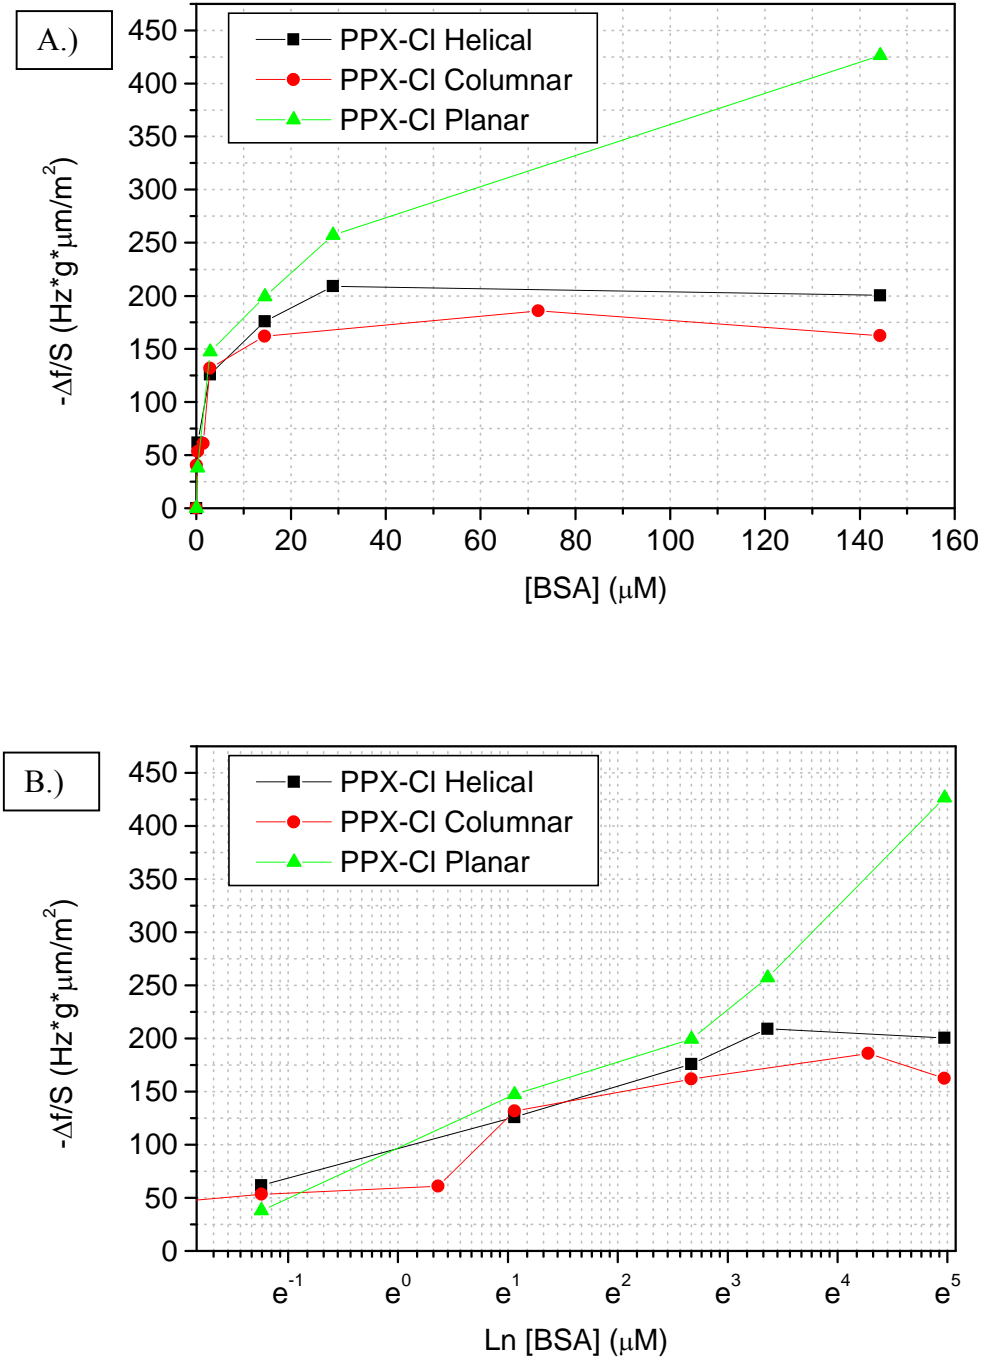 A.)
PPX-Cl Helical
PPX-Cl Columnar
PPX-Cl Planar
450
400
350
300
250
200
150
100
50
0
-Δf/S (Hz*g*μm/m²)
0 20 40 60 80 100 120 140 160
[BSA] (μM)
B.)
PPX-Cl Helical
PPX-Cl Columnar
PPX-Cl Planar
450
400
350
300
250
200
150
100
50
0
-Δf/S (Hz*g*μm/m²)
e⁻¹ e⁰ e¹ e² e³ e⁴ e⁵
Ln [BSA] (μM)